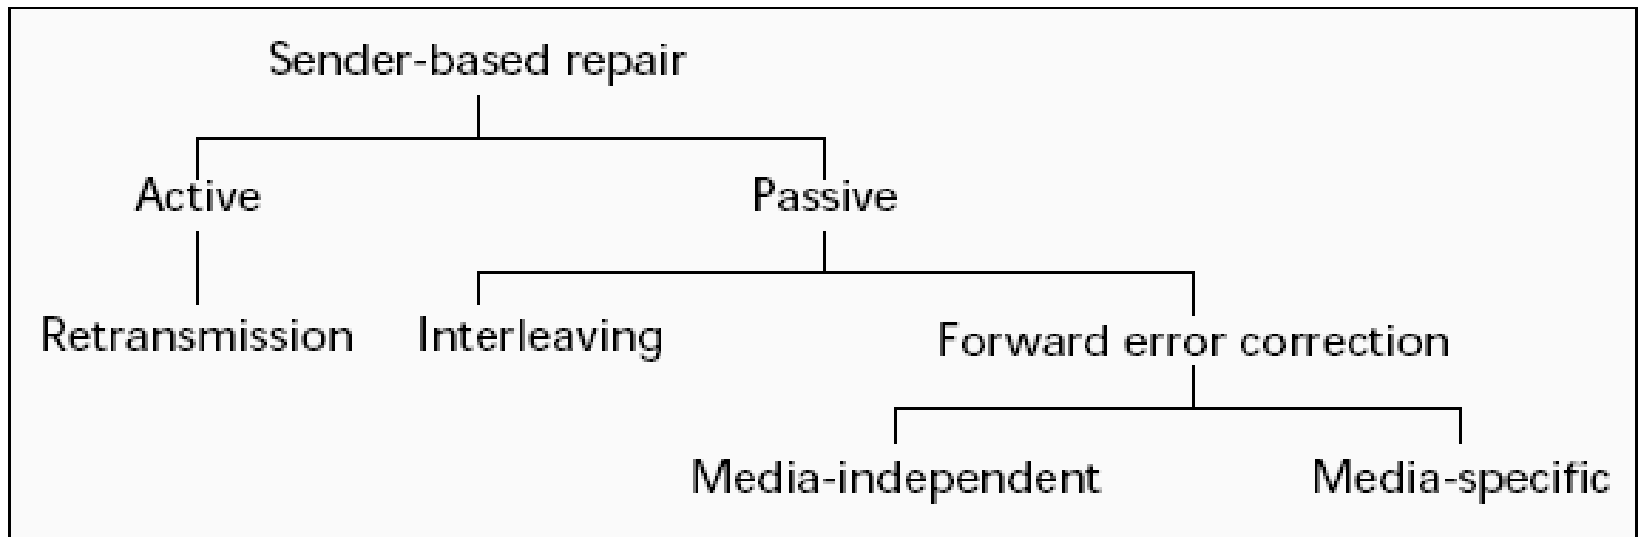 Sender-based repair
Active
Passive
Retransmission
Interleaving
Forward error correction
Media-independent
Media-specific